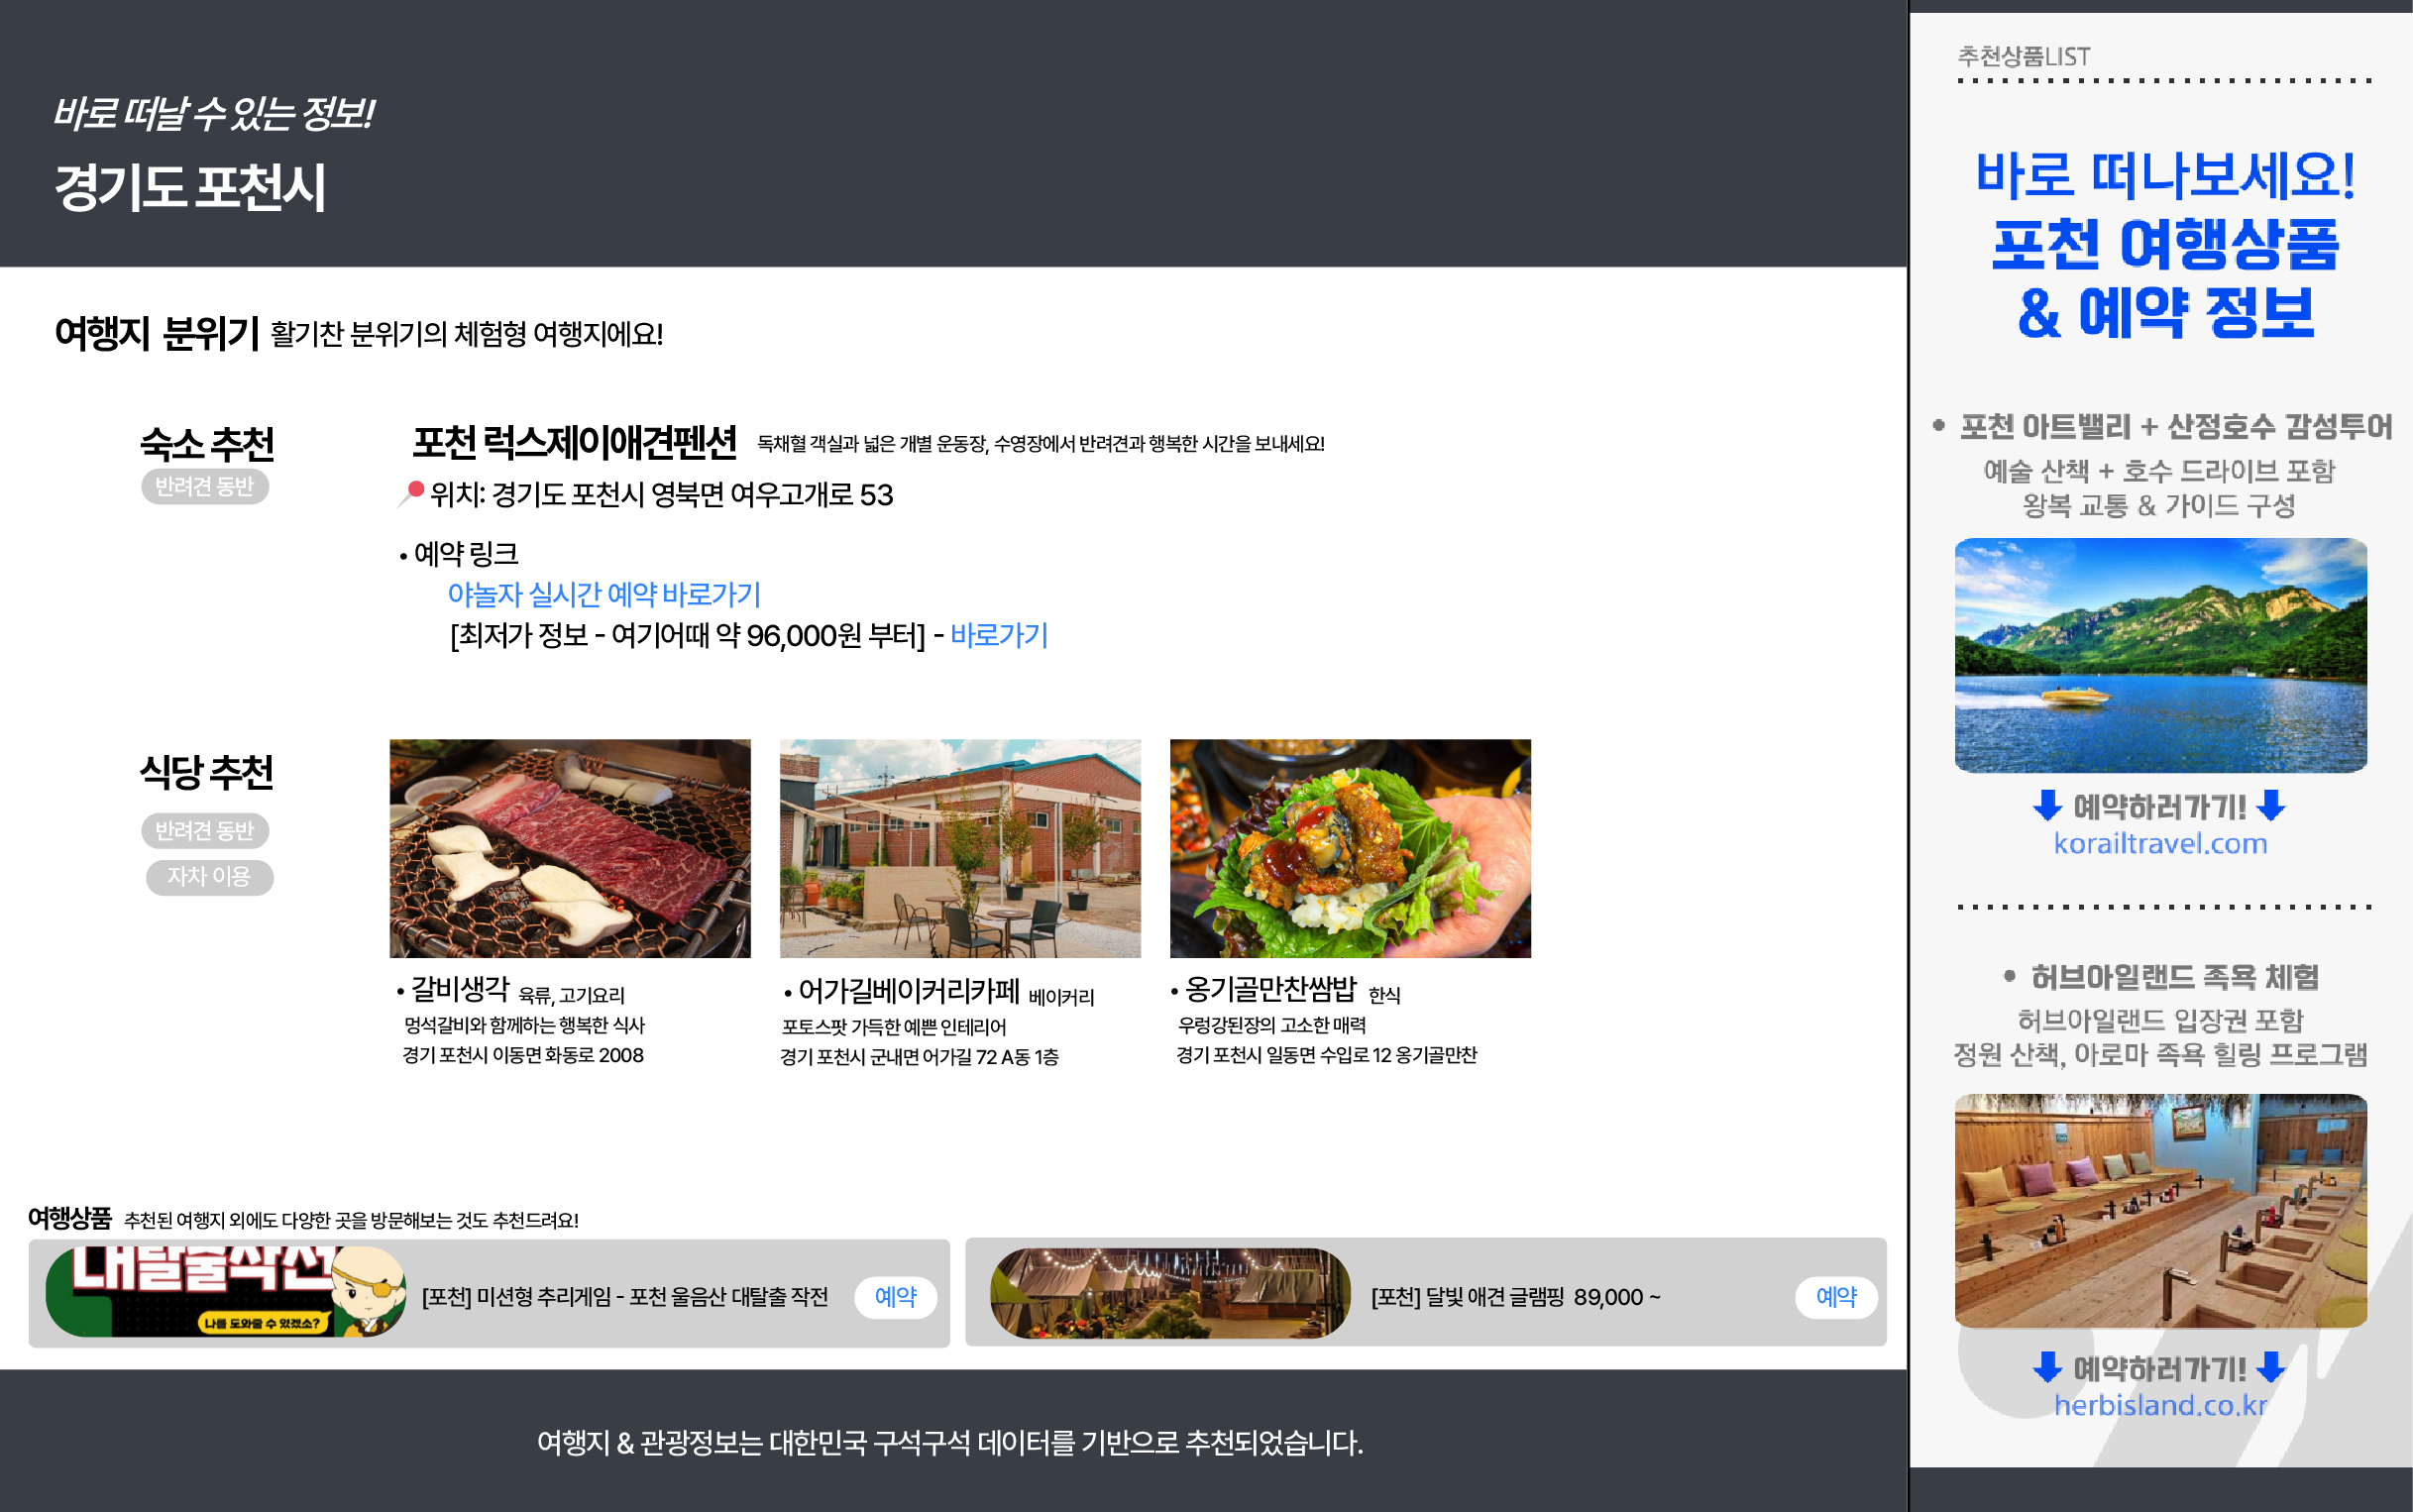 바로 떠날 수 있는 정보!
경기도 포천시
여행지 분위기 활기찬 분위기의 체험형 여행지에요!
숙소 추천
반려견 동반
포천 럭스제이애견펜션 독채혈 객실과 넓은 개별 운동장, 수영장에서 반려견과 행복한 시간을 보내세요!
위치: 경기도 포천시 영북면 여우고개로 53
• 예약 링크
야놀자 실시간 예약 바로가기
[최저가 정보 - 여기어때 약 96,000원 부터] - 바로가기
식당 추천
반려견 동반
자차 이용
• 갈비생각 육류, 고기요리
멍석갈비와 함께하는 행복한 식사
경기 포천시 이동면 화동로 2008
• 어가길베이커리카페 베이커리
포토스팟 가득한 예쁜 인테리어
경기 포천시 군내면 어가길 72 A동 1층
• 옹기골만찬쌈밥 한식
우렁강된장의 고소한 매력
경기 포천시 일동면 수입로 12 옹기골만찬
여행상품 추천된 여행지 외에도 다양한 곳을 방문해보는 것도 추천드려요!
대탈출작전
나를 도와줄 수 있겠소?
[포천] 미션형 추리게임 - 포천 울음산 대탈출 작전
예약
[포천] 달빛 애견 글램핑 89,000 ~
예약
여행지 & 관광정보는 대한민국 구석구석 데이터를 기반으로 추천되었습니다.
추천상품LIST
바로 떠나보세요!
포천 여행상품
& 예약 정보
• 포천 아트밸리 + 산정호수 감성투어
예술 산책 + 호수 드라이브 포함
왕복 교통 & 가이드 구성
예약하러가기!
korailtravel.com
• 허브아일랜드 족욕 체험
허브아일랜드 입장권 포함
정원 산책, 아로마 족욕 힐링 프로그램
예약하러가기!
herbisland.co.kr